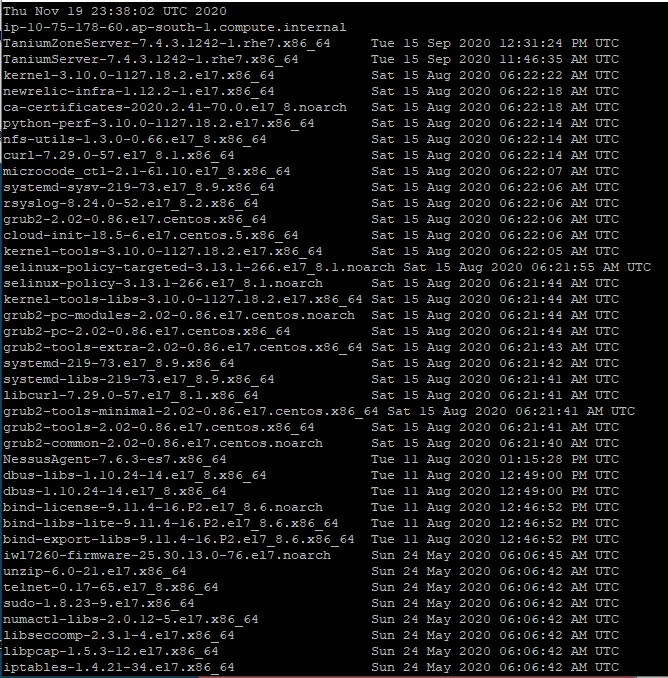 Thu Nov 19 23:38:02 UTC 2020
ip-10-75-178-60.ap-south-1.compute.internal
TaniumZoneServer-7.4.3.1242-1.rhe7.x86_64     Tue 15 Sep 2020 12:31:24 PM UTC
TaniumServer-7.4.3.1242-1.rhe7.x86_64         Tue 15 Sep 2020 11:46:35 AM UTC
kernel-3.10.0-1127.18.2.el7.x86_64            Sat 15 Aug 2020 06:22:22 AM UTC
newrelic-infra-1.12.2-1.el7.x86_64            Sat 15 Aug 2020 06:22:18 AM UTC
ca-certificates-2020.2.41-70.0.el7_8.noarch   Sat 15 Aug 2020 06:22:18 AM UTC
python-perf-3.10.0-1127.18.2.el7.x86_64       Sat 15 Aug 2020 06:22:14 AM UTC
nfs-utils-1.3.0-0.66.el7_8.x86_64             Sat 15 Aug 2020 06:22:14 AM UTC
curl-7.29.0-57.el7_8.1.x86_64                 Sat 15 Aug 2020 06:22:14 AM UTC
microcode_ctl-2.1-61.10.el7_8.x86_64          Sat 15 Aug 2020 06:22:07 AM UTC
systemd-sysv-219-73.el7_8.9.x86_64            Sat 15 Aug 2020 06:22:06 AM UTC
rsyslog-8.24.0-52.el7_8.2.x86_64              Sat 15 Aug 2020 06:22:06 AM UTC
grub2-2.02-0.86.el7.centos.x86_64             Sat 15 Aug 2020 06:22:06 AM UTC
cloud-init-18.5-6.el7.centos.5.x86_64         Sat 15 Aug 2020 06:22:06 AM UTC
kernel-tools-3.10.0-1127.18.2.el7.x86_64      Sat 15 Aug 2020 06:22:05 AM UTC
selinux-policy-targeted-3.13.1-266.el7_8.1.noarch Sat 15 Aug 2020 06:21:55 AM UTC
selinux-policy-3.13.1-266.el7_8.1.noarch      Sat 15 Aug 2020 06:21:44 AM UTC
kernel-tools-libs-3.10.0-1127.18.2.el7.x86_64 Sat 15 Aug 2020 06:21:44 AM UTC
grub2-pc-modules-2.02-0.86.el7.centos.noarch  Sat 15 Aug 2020 06:21:44 AM UTC
grub2-pc-2.02-0.86.el7.centos.x86_64          Sat 15 Aug 2020 06:21:44 AM UTC
grub2-tools-extra-2.02-0.86.el7.centos.x86_64 Sat 15 Aug 2020 06:21:43 AM UTC
systemd-219-73.el7_8.9.x86_64                 Sat 15 Aug 2020 06:21:42 AM UTC
systemd-libs-219-73.el7_8.9.x86_64            Sat 15 Aug 2020 06:21:41 AM UTC
libcurl-7.29.0-57.el7_8.1.x86_64              Sat 15 Aug 2020 06:21:41 AM UTC
grub2-tools-minimal-2.02-0.86.el7.centos.x86_64 Sat 15 Aug 2020 06:21:41 AM UTC
grub2-tools-2.02-0.86.el7.centos.x86_64       Sat 15 Aug 2020 06:21:41 AM UTC
grub2-common-2.02-0.86.el7.centos.noarch      Sat 15 Aug 2020 06:21:40 AM UTC
NessusAgent-7.6.3-es7.x86_64                  Tue 11 Aug 2020 01:15:28 PM UTC
dbus-libs-1.10.24-14.el7_8.x86_64             Tue 11 Aug 2020 12:49:00 PM UTC
dbus-1.10.24-14.el7_8.x86_64                  Tue 11 Aug 2020 12:49:00 PM UTC
bind-license-9.11.4-16.P2.el7_8.6.noarch      Tue 11 Aug 2020 12:46:52 PM UTC
bind-libs-lite-9.11.4-16.P2.el7_8.6.x86_64    Tue 11 Aug 2020 12:46:52 PM UTC
bind-export-libs-9.11.4-16.P2.el7_8.6.x86_64  Tue 11 Aug 2020 12:46:52 PM UTC
iwl7260-firmware-25.30.13.0-76.el7.noarch     Sun 24 May 2020 06:06:45 AM UTC
unzip-6.0-21.el7.x86_64                       Sun 24 May 2020 06:06:42 AM UTC
telnet-0.17-65.el7_8.x86_64                   Sun 24 May 2020 06:06:42 AM UTC
sudo-1.8.23-9.el7.x86_64                      Sun 24 May 2020 06:06:42 AM UTC
numactl-libs-2.0.12-5.el7.x86_64              Sun 24 May 2020 06:06:42 AM UTC
libseccomp-2.3.1-4.el7.x86_64                 Sun 24 May 2020 06:06:42 AM UTC
libpcap-1.5.3-12.el7.x86_64                   Sun 24 May 2020 06:06:42 AM UTC
iptables-1.4.21-34.el7.x86_64                 Sun 24 May 2020 06:06:42 AM UTC